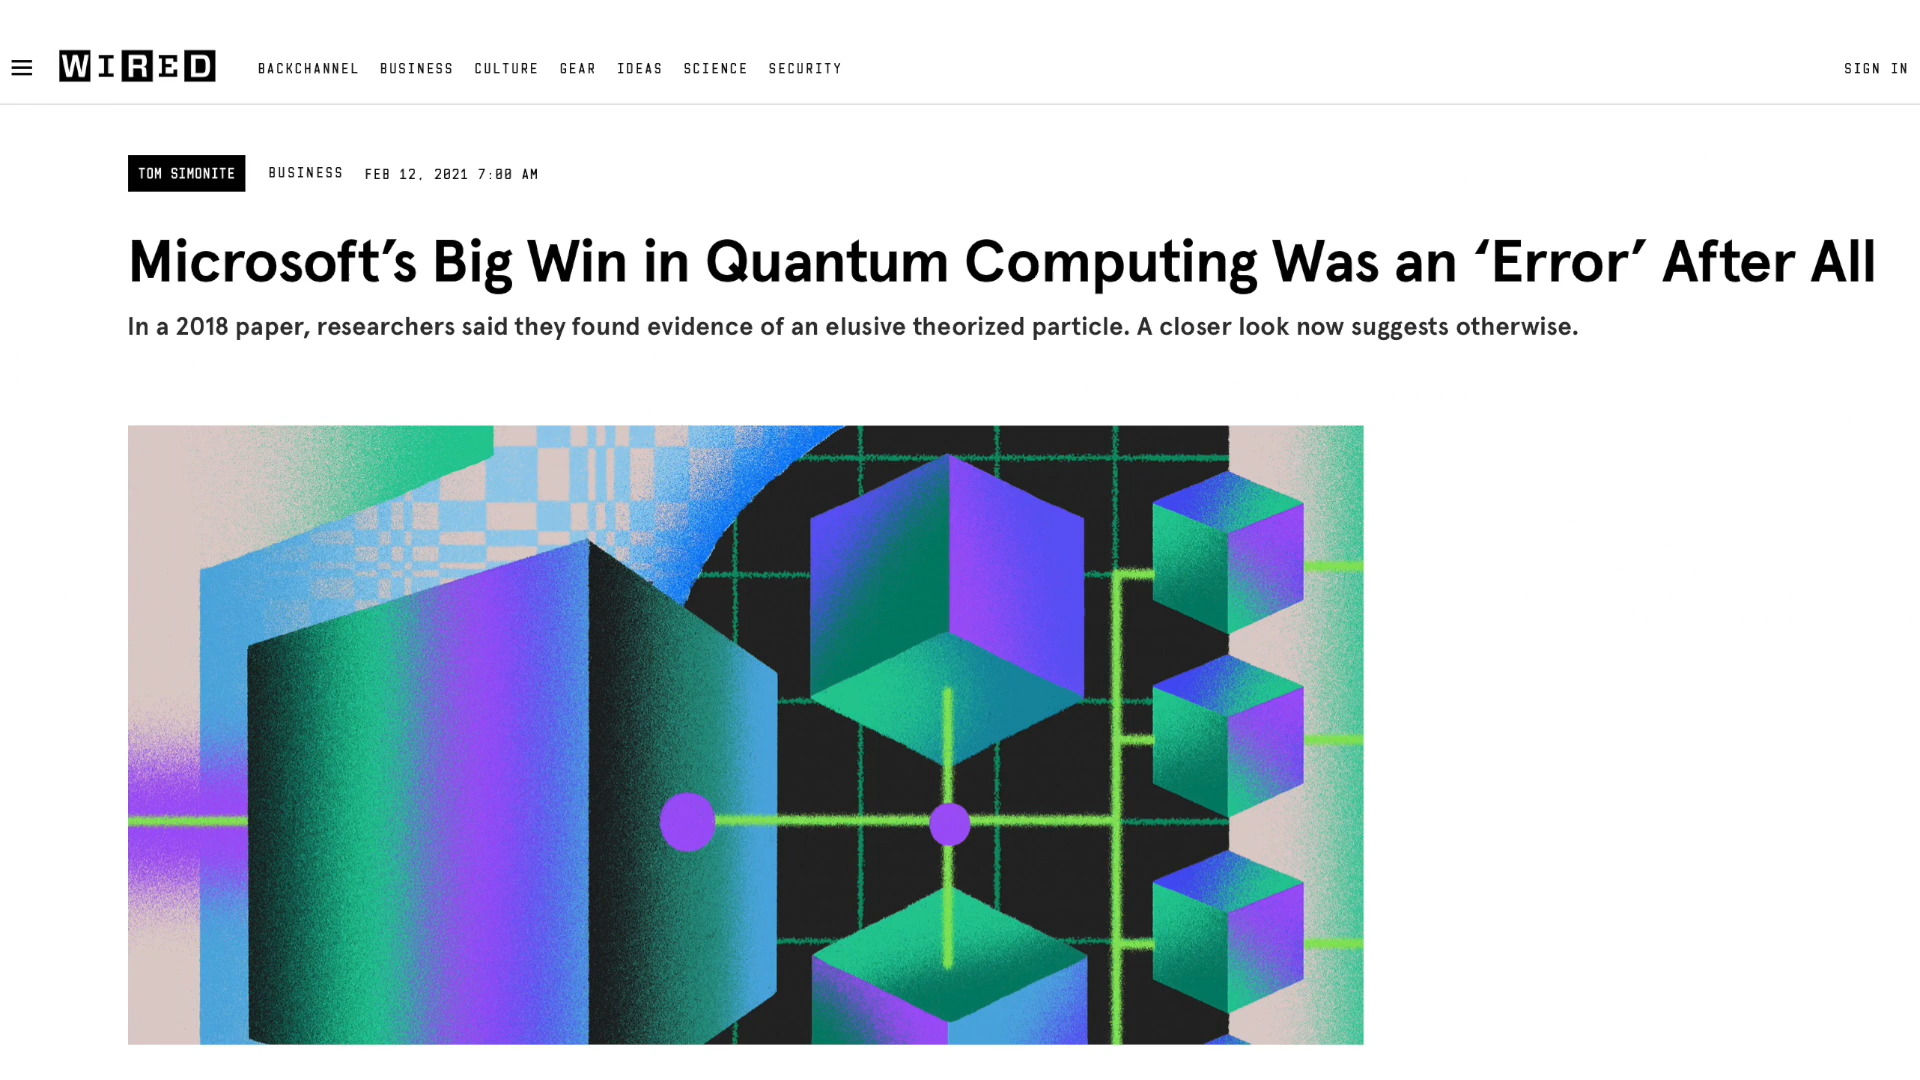 WIRED BACKCHANNEL BUSINESS CULTURE GEAR IDEAS SCIENCE SECURITY SIGN IN
TOM SIMONITE BUSINESS FEB 12, 2021 7:00 AM
Microsoft’s Big Win in Quantum Computing Was an ‘Error’ After All
In a 2018 paper, researchers said they found evidence of an elusive theorized particle. A closer look now suggests otherwise.